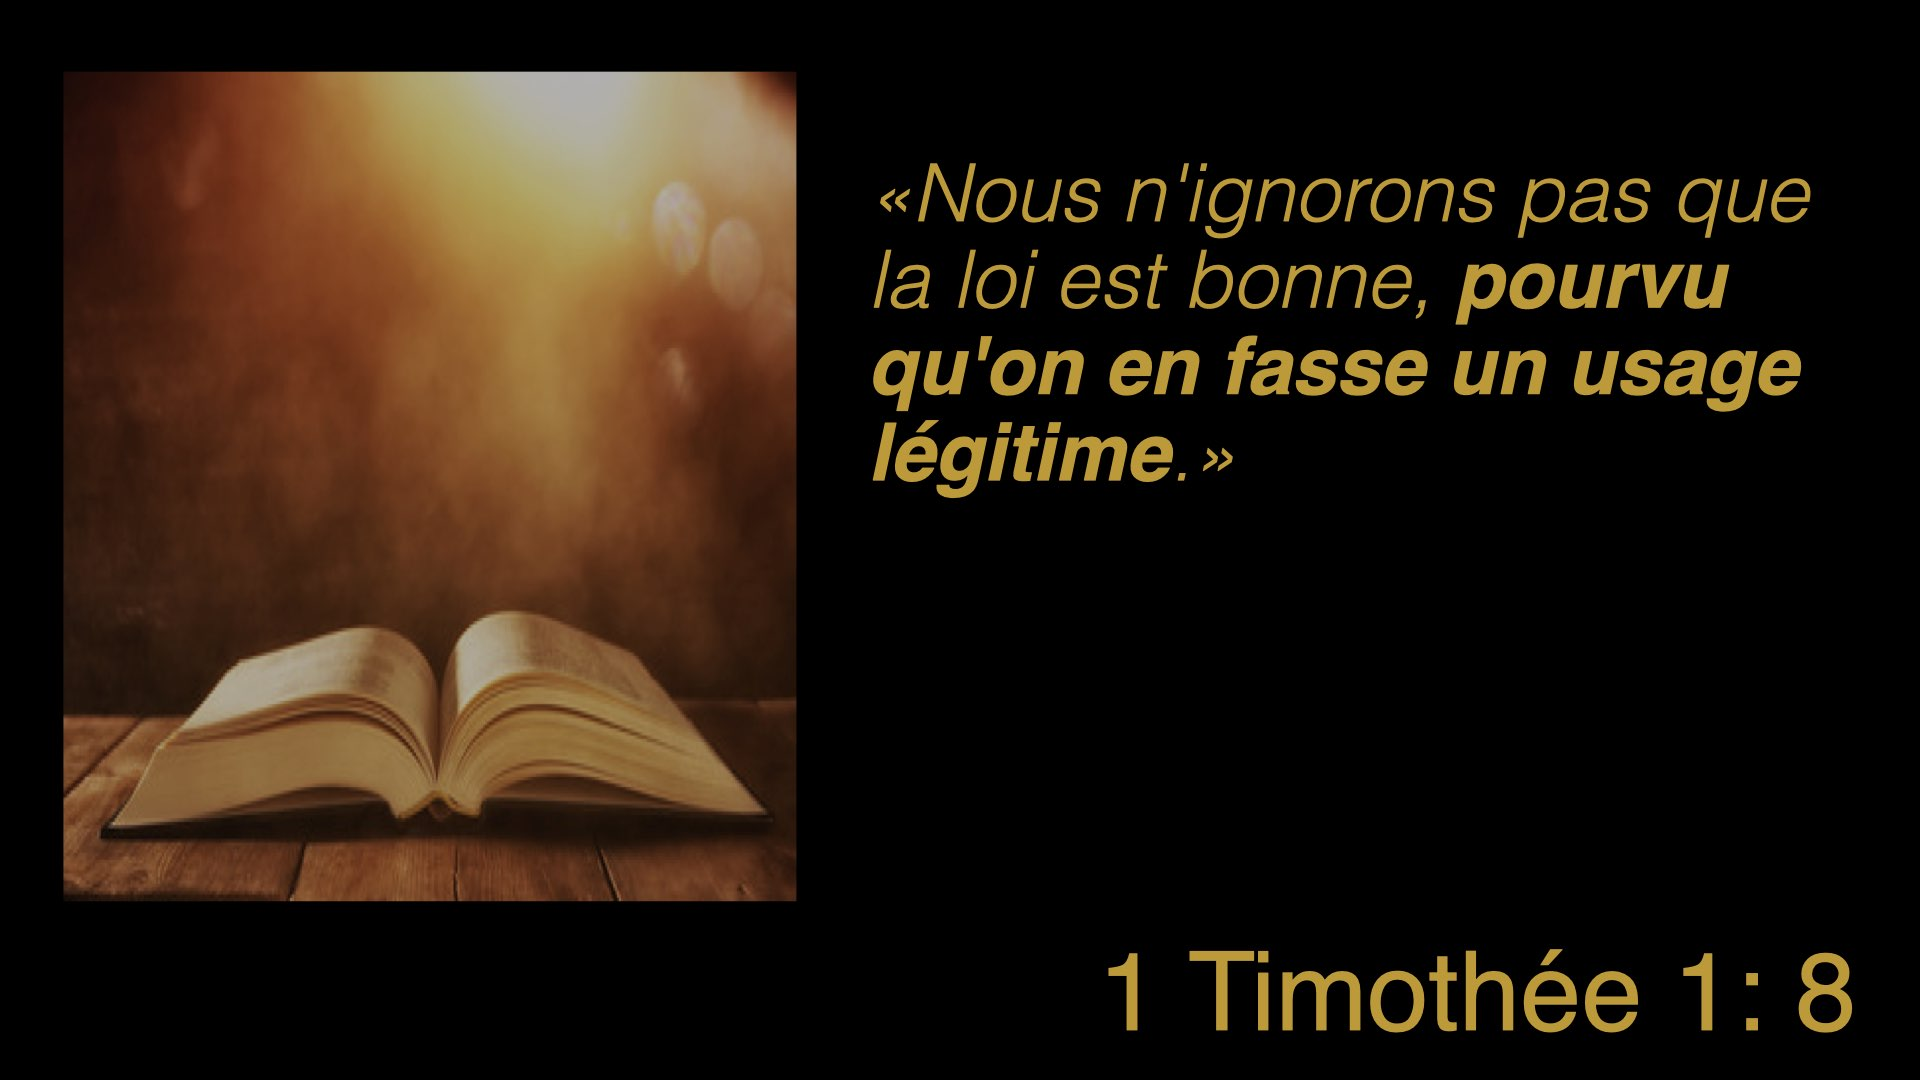 «Nous n'ignorons pas que
la loi est bonne, pourvu
qu'on en fasse un usage
légitime.»
1 Timothée 1: 8